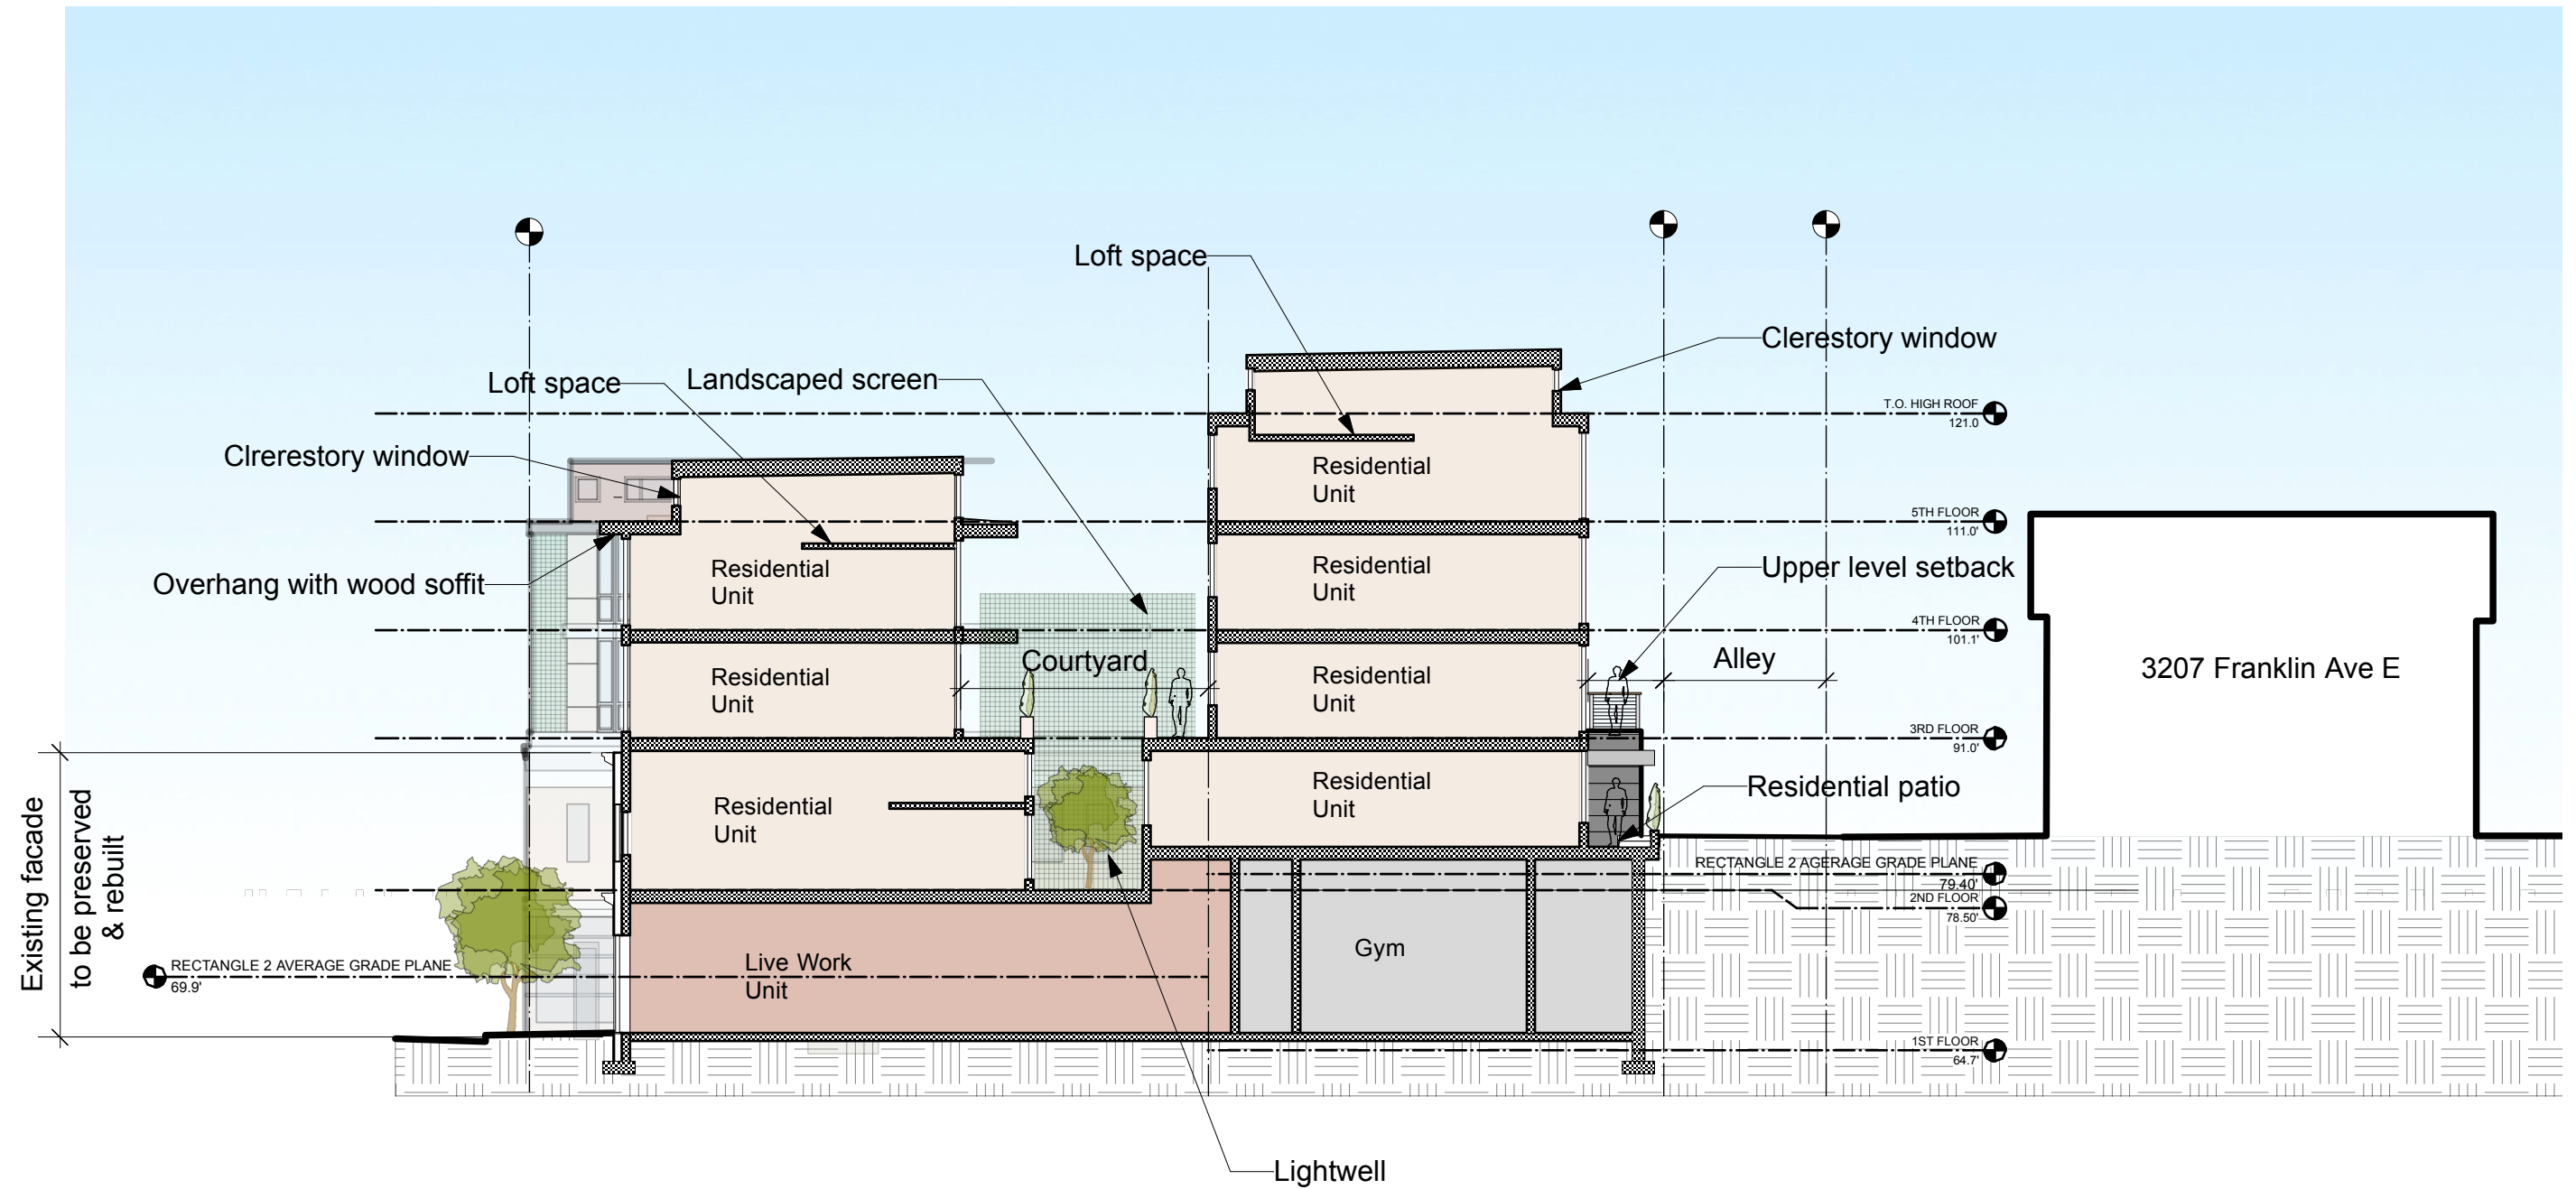 Loft space
Clerestory window
Loft space
Landscaped screen
T.O. HIGH ROOF
121.0
Clrerestory window
Residential
Unit
5TH FLOOR
111.0'
Overhang with wood soffit
Residential
Unit
Residential
Unit
Upper level setback
4TH FLOOR
101.1'
Courtyard
Alley
3207 Franklin Ave E
Residential
Unit
Residential
Unit
3RD FLOOR
91.0'
Existing facade
to be preserved
& rebuilt
Residential
Unit
Residential
Unit
Residential patio
RECTANGLE 2 AGERAGE GRADE PLANE
79.40'
2ND FLOOR
78.50'
RECTANGLE 2 AVERAGE GRADE PLANE
69.9'
Live Work
Unit
Gym
1ST FLOOR
64.7'
Lightwell